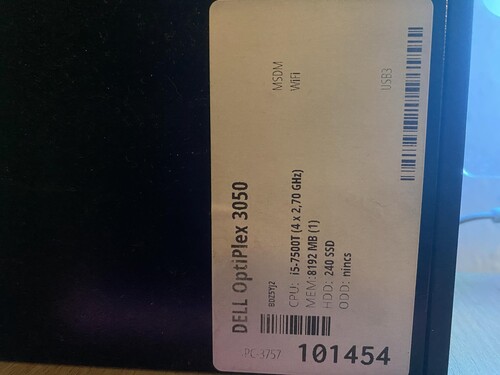 DELL OptiPlex 3050
MSDM
WiFi
CPU: i5-7500T (4 x 2,70 GHz)
MEM: 8192 MB (1)
HDD: 240 SSD
ODD: nincs
USB3
PC-3757
101454